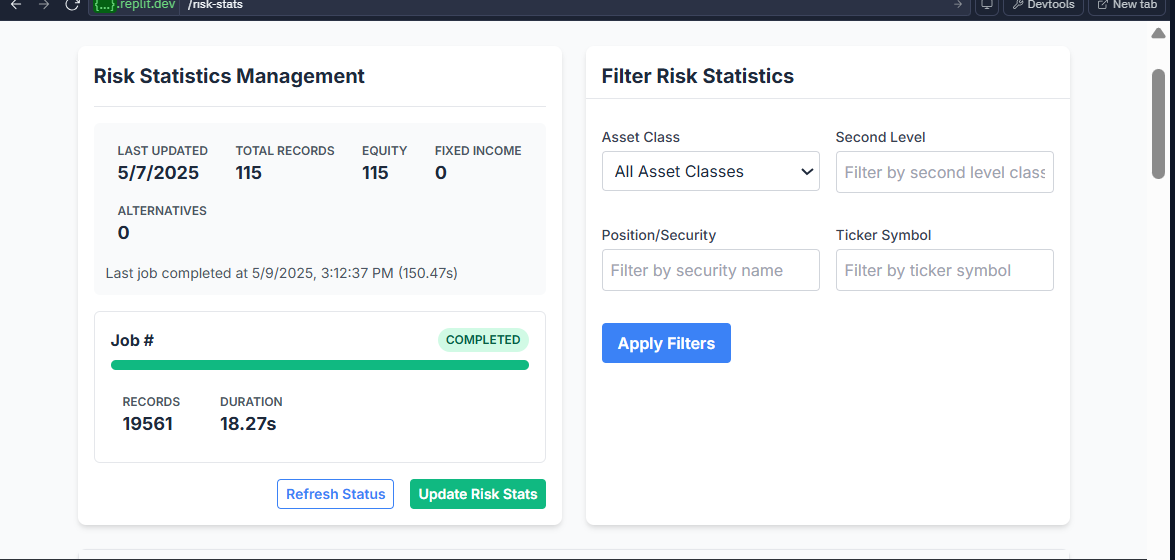 {...}.replit.dev /risk-stats Devtools New tab
Risk Statistics Management
LAST UPDATED TOTAL RECORDS EQUITY FIXED INCOME
5/7/2025 115 115 0
ALTERNATIVES
0
Last job completed at 5/9/2025, 3:12:37 PM (150.47s)
Job # COMPLETED
RECORDS DURATION
19561 18.27s
Refresh Status Update Risk Stats
Filter Risk Statistics
Asset Class Second Level
All Asset Classes Filter by second level class
Position/Security Ticker Symbol
Filter by security name Filter by ticker symbol
Apply Filters